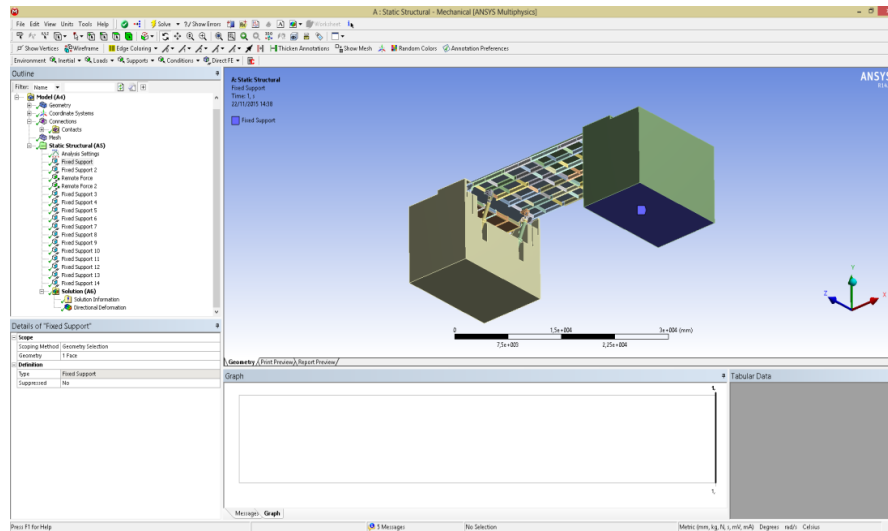 A : Static Structural - Mechanical [ANSYS Multiphysics]
File Edit View Units Tools Help Solve ?/ Show Errors Worksheet
Show Vertices Wireframe Edge Coloring Thicken Annotations Show Mesh Random Colors Annotation Preferences
Environment Inertial Loads Supports Conditions Direct FE
Outline
Filter: Name
Model (A4)
Geometry
Coordinate Systems
Connections
Contacts
Mesh
Static Structural (A5)
Analysis Settings
Fixed Support
Fixed Support 2
Remote Force
Remote Force 2
Fixed Support 3
Fixed Support 4
Fixed Support 5
Fixed Support 6
Fixed Support 7
Fixed Support 8
Fixed Support 9
Fixed Support 10
Fixed Support 11
Fixed Support 12
Fixed Support 13
Fixed Support 14
Solution (A6)
Solution Information
Directional Deformation
Details of "Fixed Support"
Scope
Scoping Method Geometry Selection
Geometry 1 Face
Definition
Type Fixed Support
Suppressed No
A: Static Structural
Fixed Support
Time: 1, s
22/11/2015 14:38
Fixed Support
ANSYS
Y
Z
X
0 1,5e+004 3e+004 (mm)
7,5e+003 2,25e+004
Geometry Print Preview Report Preview
Graph
1,
1,
Messages Graph
Tabular Data
Press F1 for Help 3 Messages No Selection Metric (mm, kg, N, s, mV, mA) Degrees rad/s Celsius